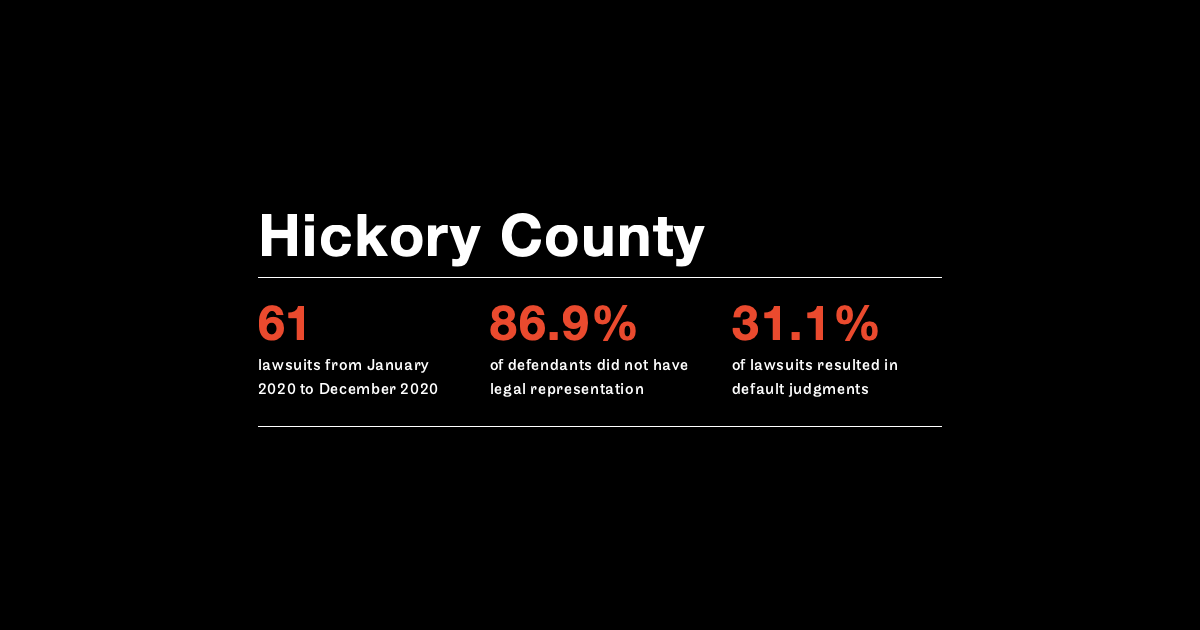 Hickory County
61
lawsuits from January
2020 to December 2020
86.9%
of defendants did not have
legal representation
31.1%
of lawsuits resulted in
default judgments